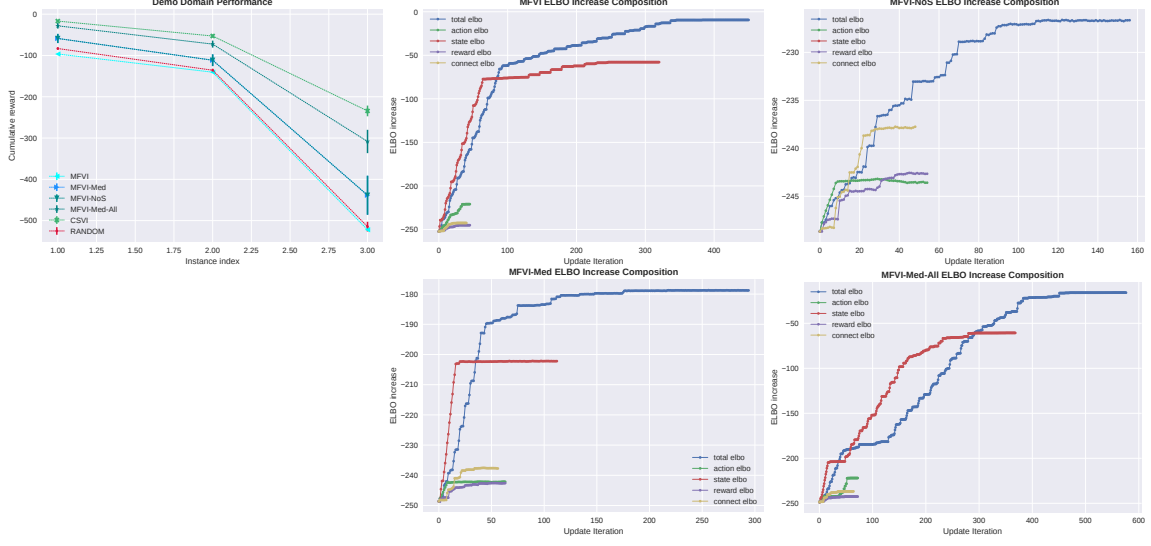 Demo Domain Performance
0
−100
−200
−300
−400
−500
Cumulative reward
MFVI
MFVI-Med
MFVI-NoS
MFVI-Med-All
CSVI
RANDOM
1.00 1.25 1.50 1.75 2.00 2.25 2.50 2.75 3.00
Instance index
MFVI ELBO Increase Composition
0
−50
−100
−150
−200
−250
ELBO increase
total elbo
action elbo
state elbo
reward elbo
connect elbo
0 100 200 300 400
Update Iteration
MFVI-NoS ELBO Increase Composition
−230
−235
−240
−245
ELBO increase
total elbo
action elbo
state elbo
reward elbo
connect elbo
0 20 40 60 80 100 120 140 160
Update Iteration
MFVI-Med ELBO Increase Composition
−180
−190
−200
−210
−220
−230
−240
−250
ELBO increase
total elbo
action elbo
state elbo
reward elbo
connect elbo
0 50 100 150 200 250 300
Update Iteration
MFVI-Med-All ELBO Increase Composition
−50
−100
−150
−200
−250
ELBO increase
total elbo
action elbo
state elbo
reward elbo
connect elbo
0 100 200 300 400 500 600
Update Iteration